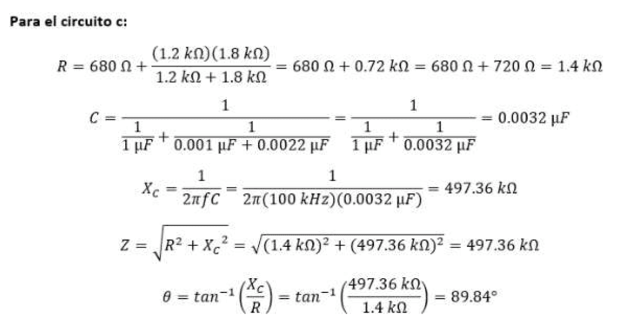 Para el circuito c:
R = 680 Ω + (1.2 kΩ)(1.8 kΩ) / 1.2 kΩ + 1.8 kΩ = 680 Ω + 0.72 kΩ = 680 Ω + 720 Ω = 1.4 kΩ
C = 1 / (1 / 1 μF + 1 / 0.001 μF + 0.0022 μF) = 1 / (1 / 1 μF + 1 / 0.0032 μF) = 0.0032 μF
X_C = 1 / 2πfC = 1 / 2π(100 kHz)(0.0032 μF) = 497.36 kΩ
Z = √(R² + X_C²) = √((1.4 kΩ)² + (497.36 kΩ)²) = 497.36 kΩ
θ = tan⁻¹(X_C / R) = tan⁻¹(497.36 kΩ / 1.4 kΩ) = 89.84°